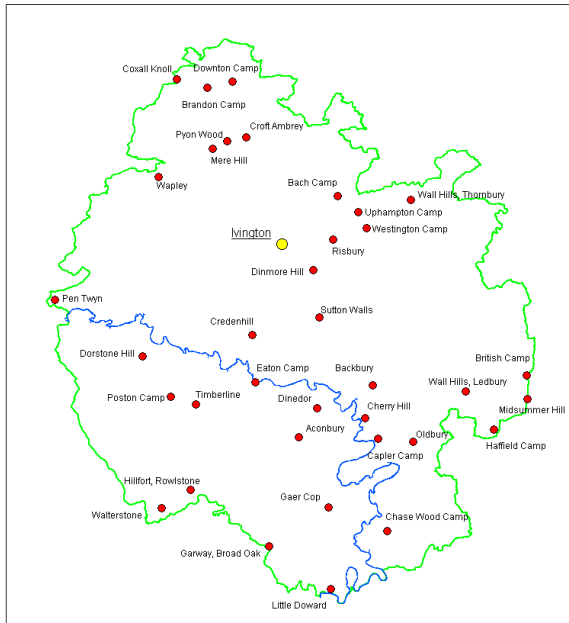 Coxall Knoll
Downton Camp
Brandon Camp
Pyon Wood
Croft Ambrey
Mere Hill
Wapley
Bach Camp
Wall Hills, Thornbury
Uphampton Camp
Westington Camp
Ivington
Risbury
Dinmore Hill
Pen Twyn
Sutton Walls
Credenhill
Dorstone Hill
Eaton Camp
Backbury
British Camp
Wall Hills, Ledbury
Poston Camp
Timberline
Dinedor
Cherry Hill
Midsummer Hill
Aconbury
Capler Camp
Oldbury
Haffield Camp
Hillfort, Rowlstone
Walterstone
Gaer Cop
Chase Wood Camp
Garway, Broad Oak
Little Doward